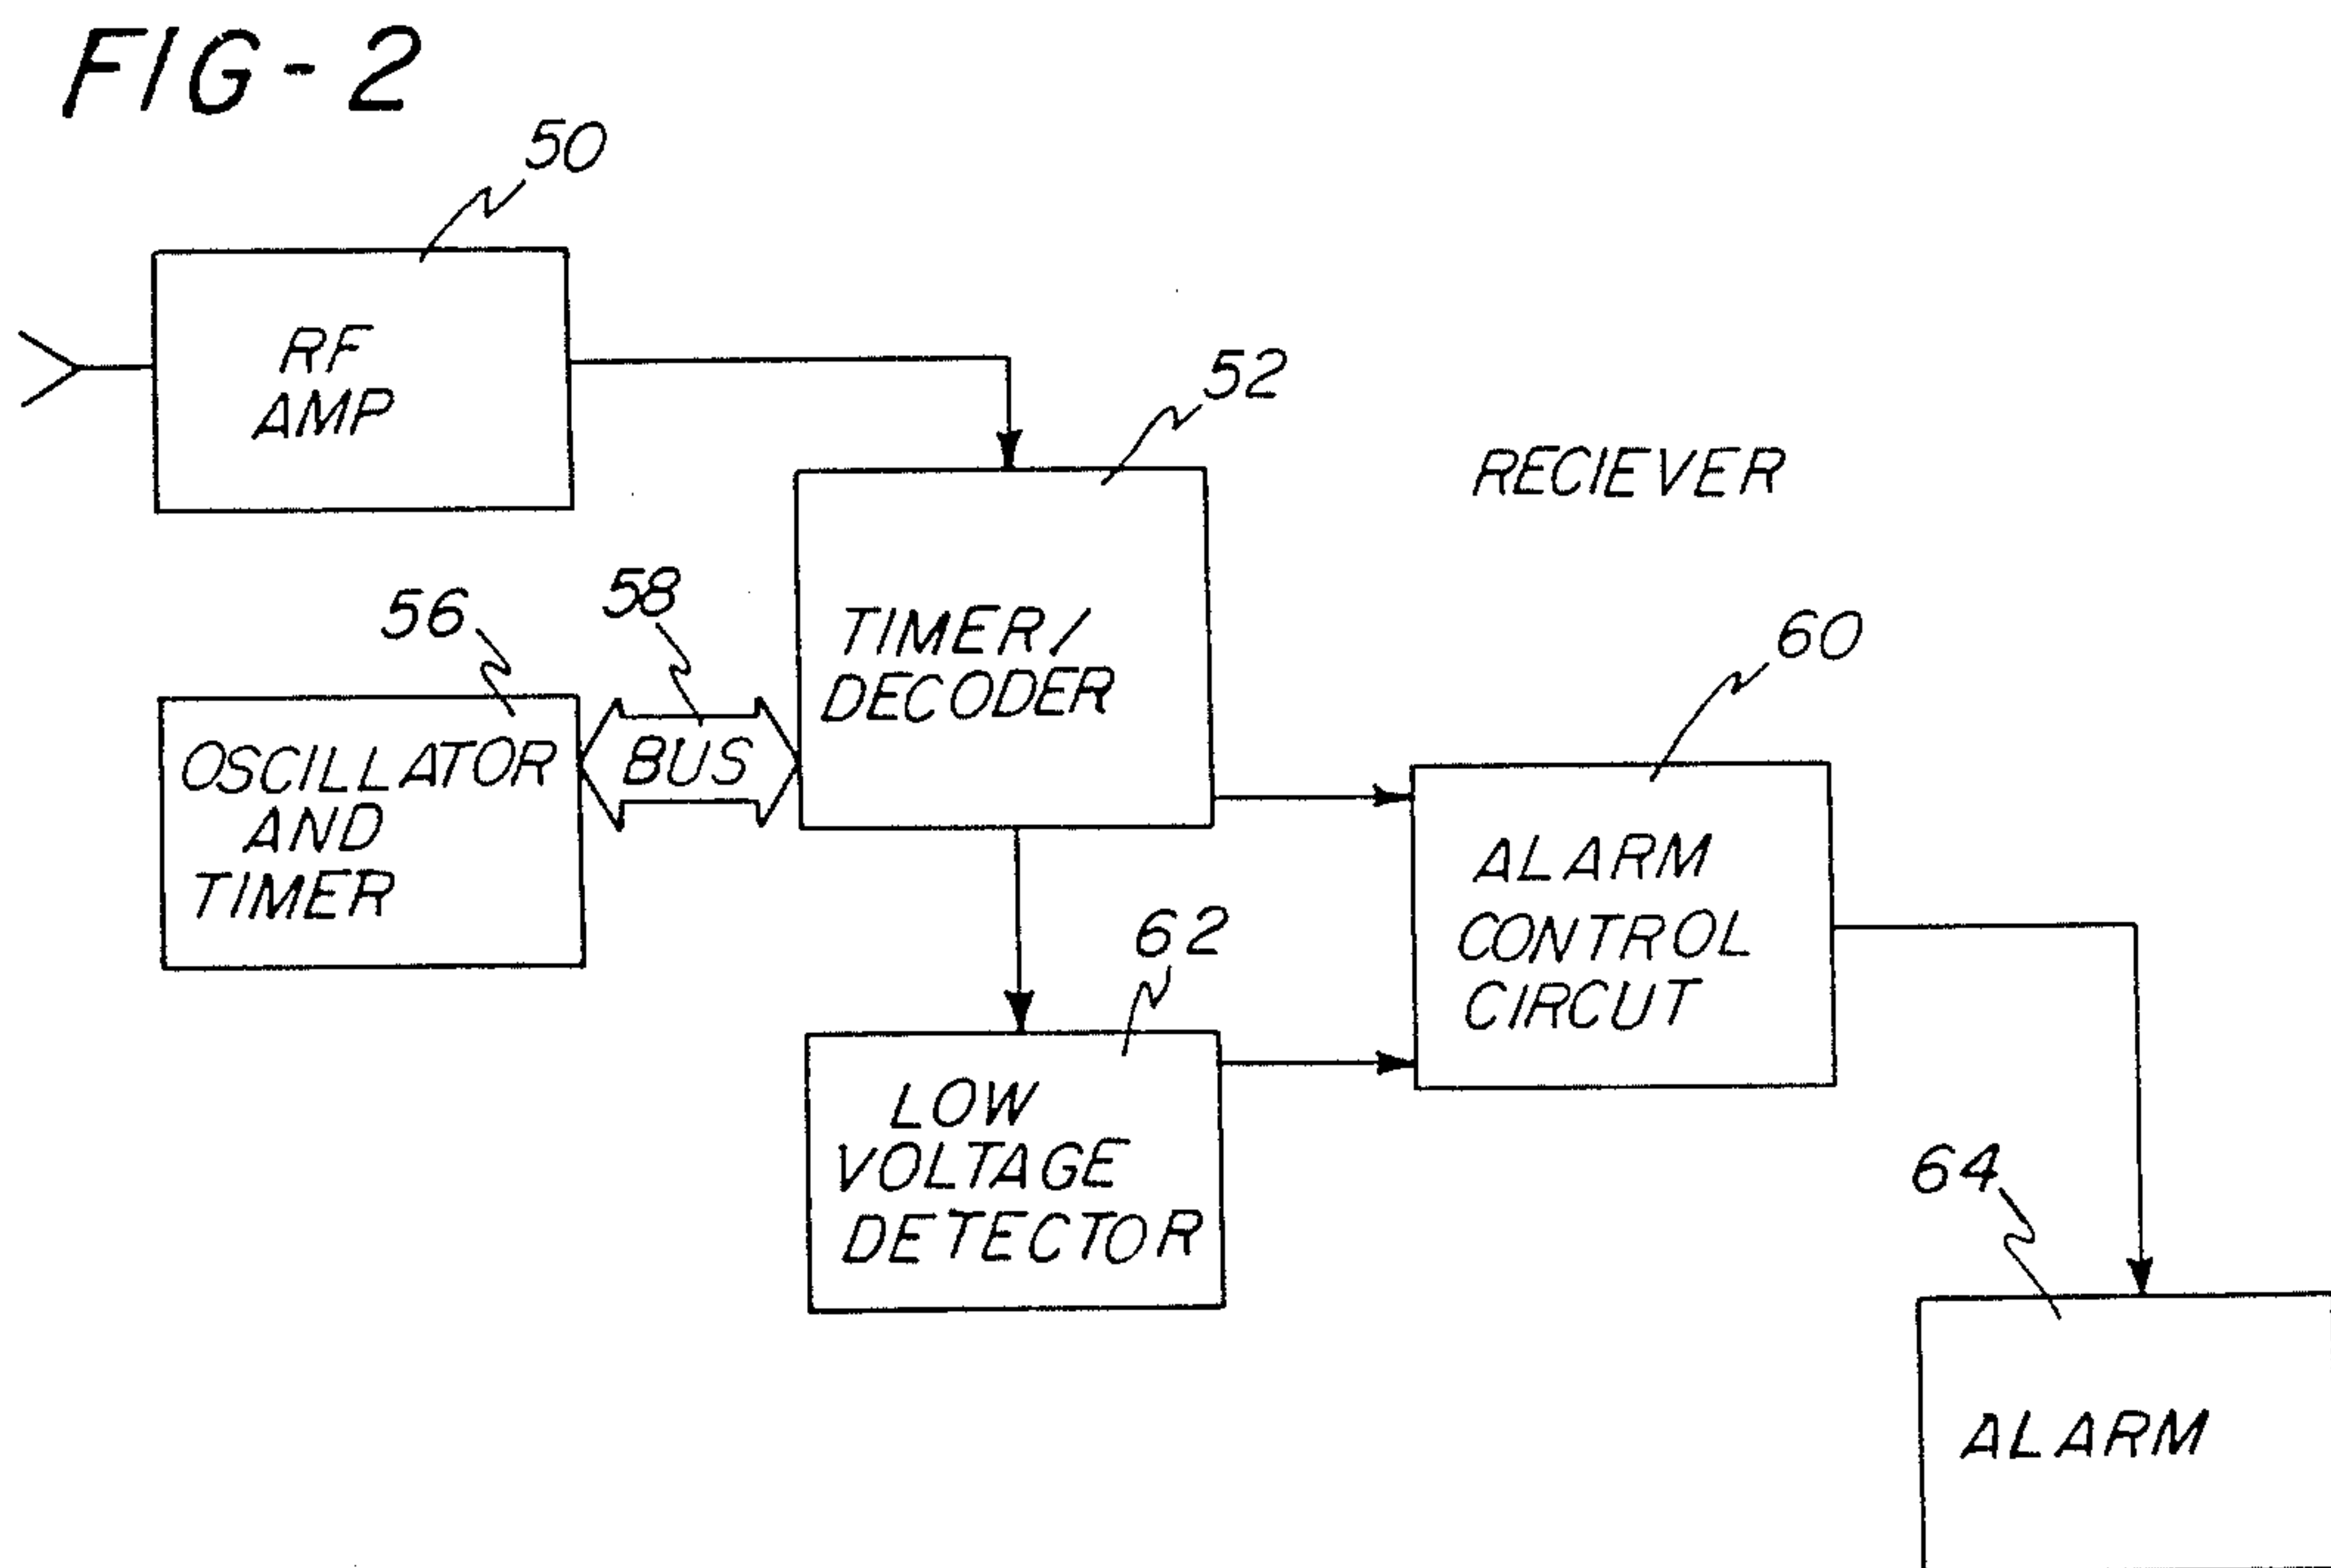 FIG-2
50
RF
AMP
52
RECIEVER
TIMER/
DECODER
56
58
BUS
OSCILLATOR
AND
TIMER
60
ALARM
CONTROL
CIRCUT
62
LOW
VOLTAGE
DETECTOR
64
ALARM